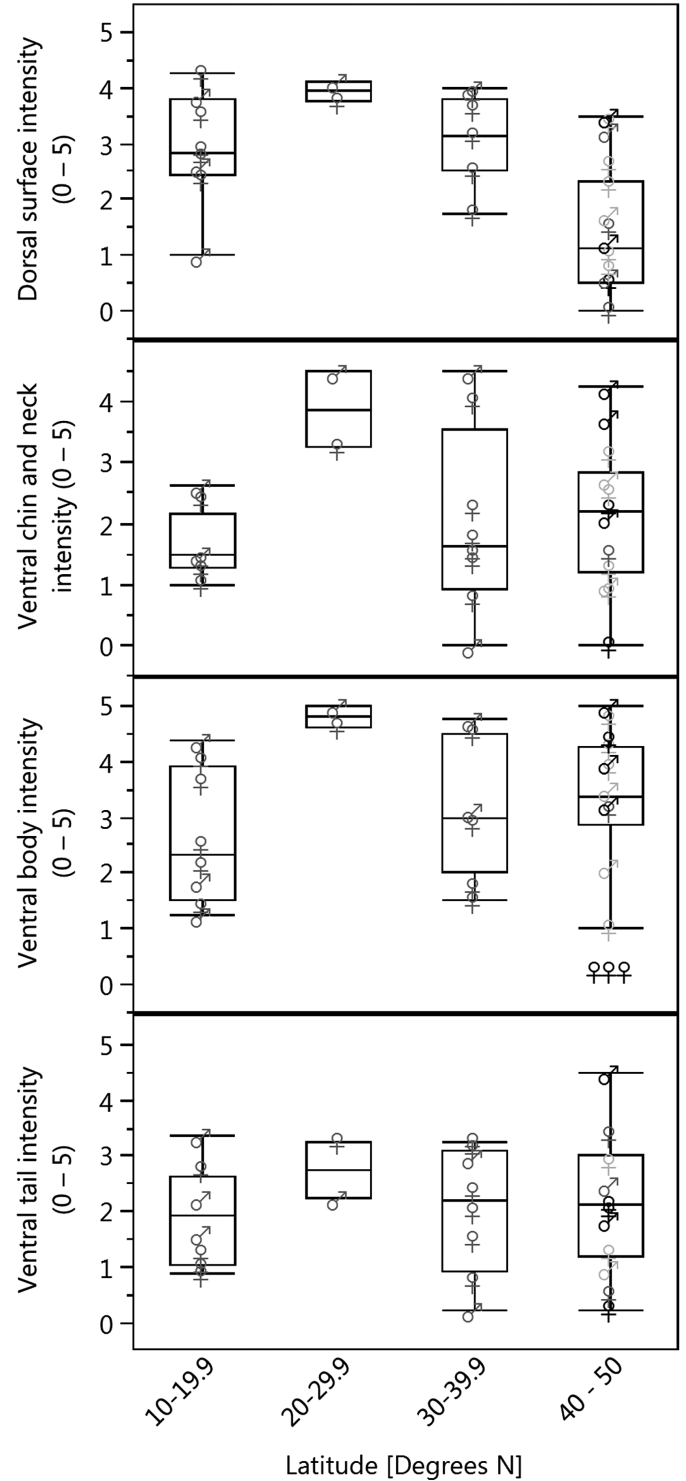 Dorsal surface intensity
(0 – 5)
5
4
3
2
1
0
Ventral chin and neck
intensity (0 – 5)
4
3
2
1
0
Ventral body intensity
(0 – 5)
5
4
3
2
1
0
Ventral tail intensity
(0 – 5)
5
4
3
2
1
0
10-19.9
20-29.9
30-39.9
40 - 50
Latitude [Degrees N]